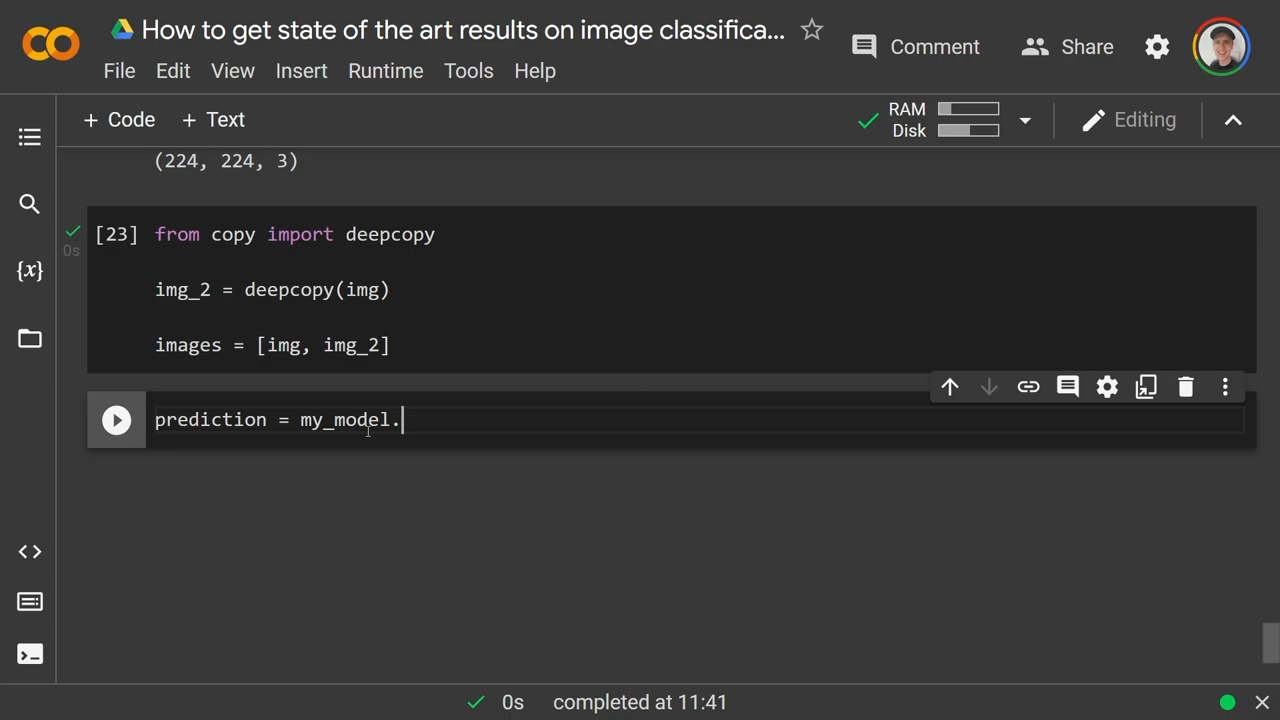 How to get state of the art results on image classifica...
Comment
Share
File Edit View Insert Runtime Tools Help
+ Code + Text
RAM
Disk
Editing
(224, 224, 3)
[23] from copy import deepcopy
0s
img_2 = deepcopy(img)
images = [img, img_2]
prediction = my_model.
{x}
0s completed at 11:41